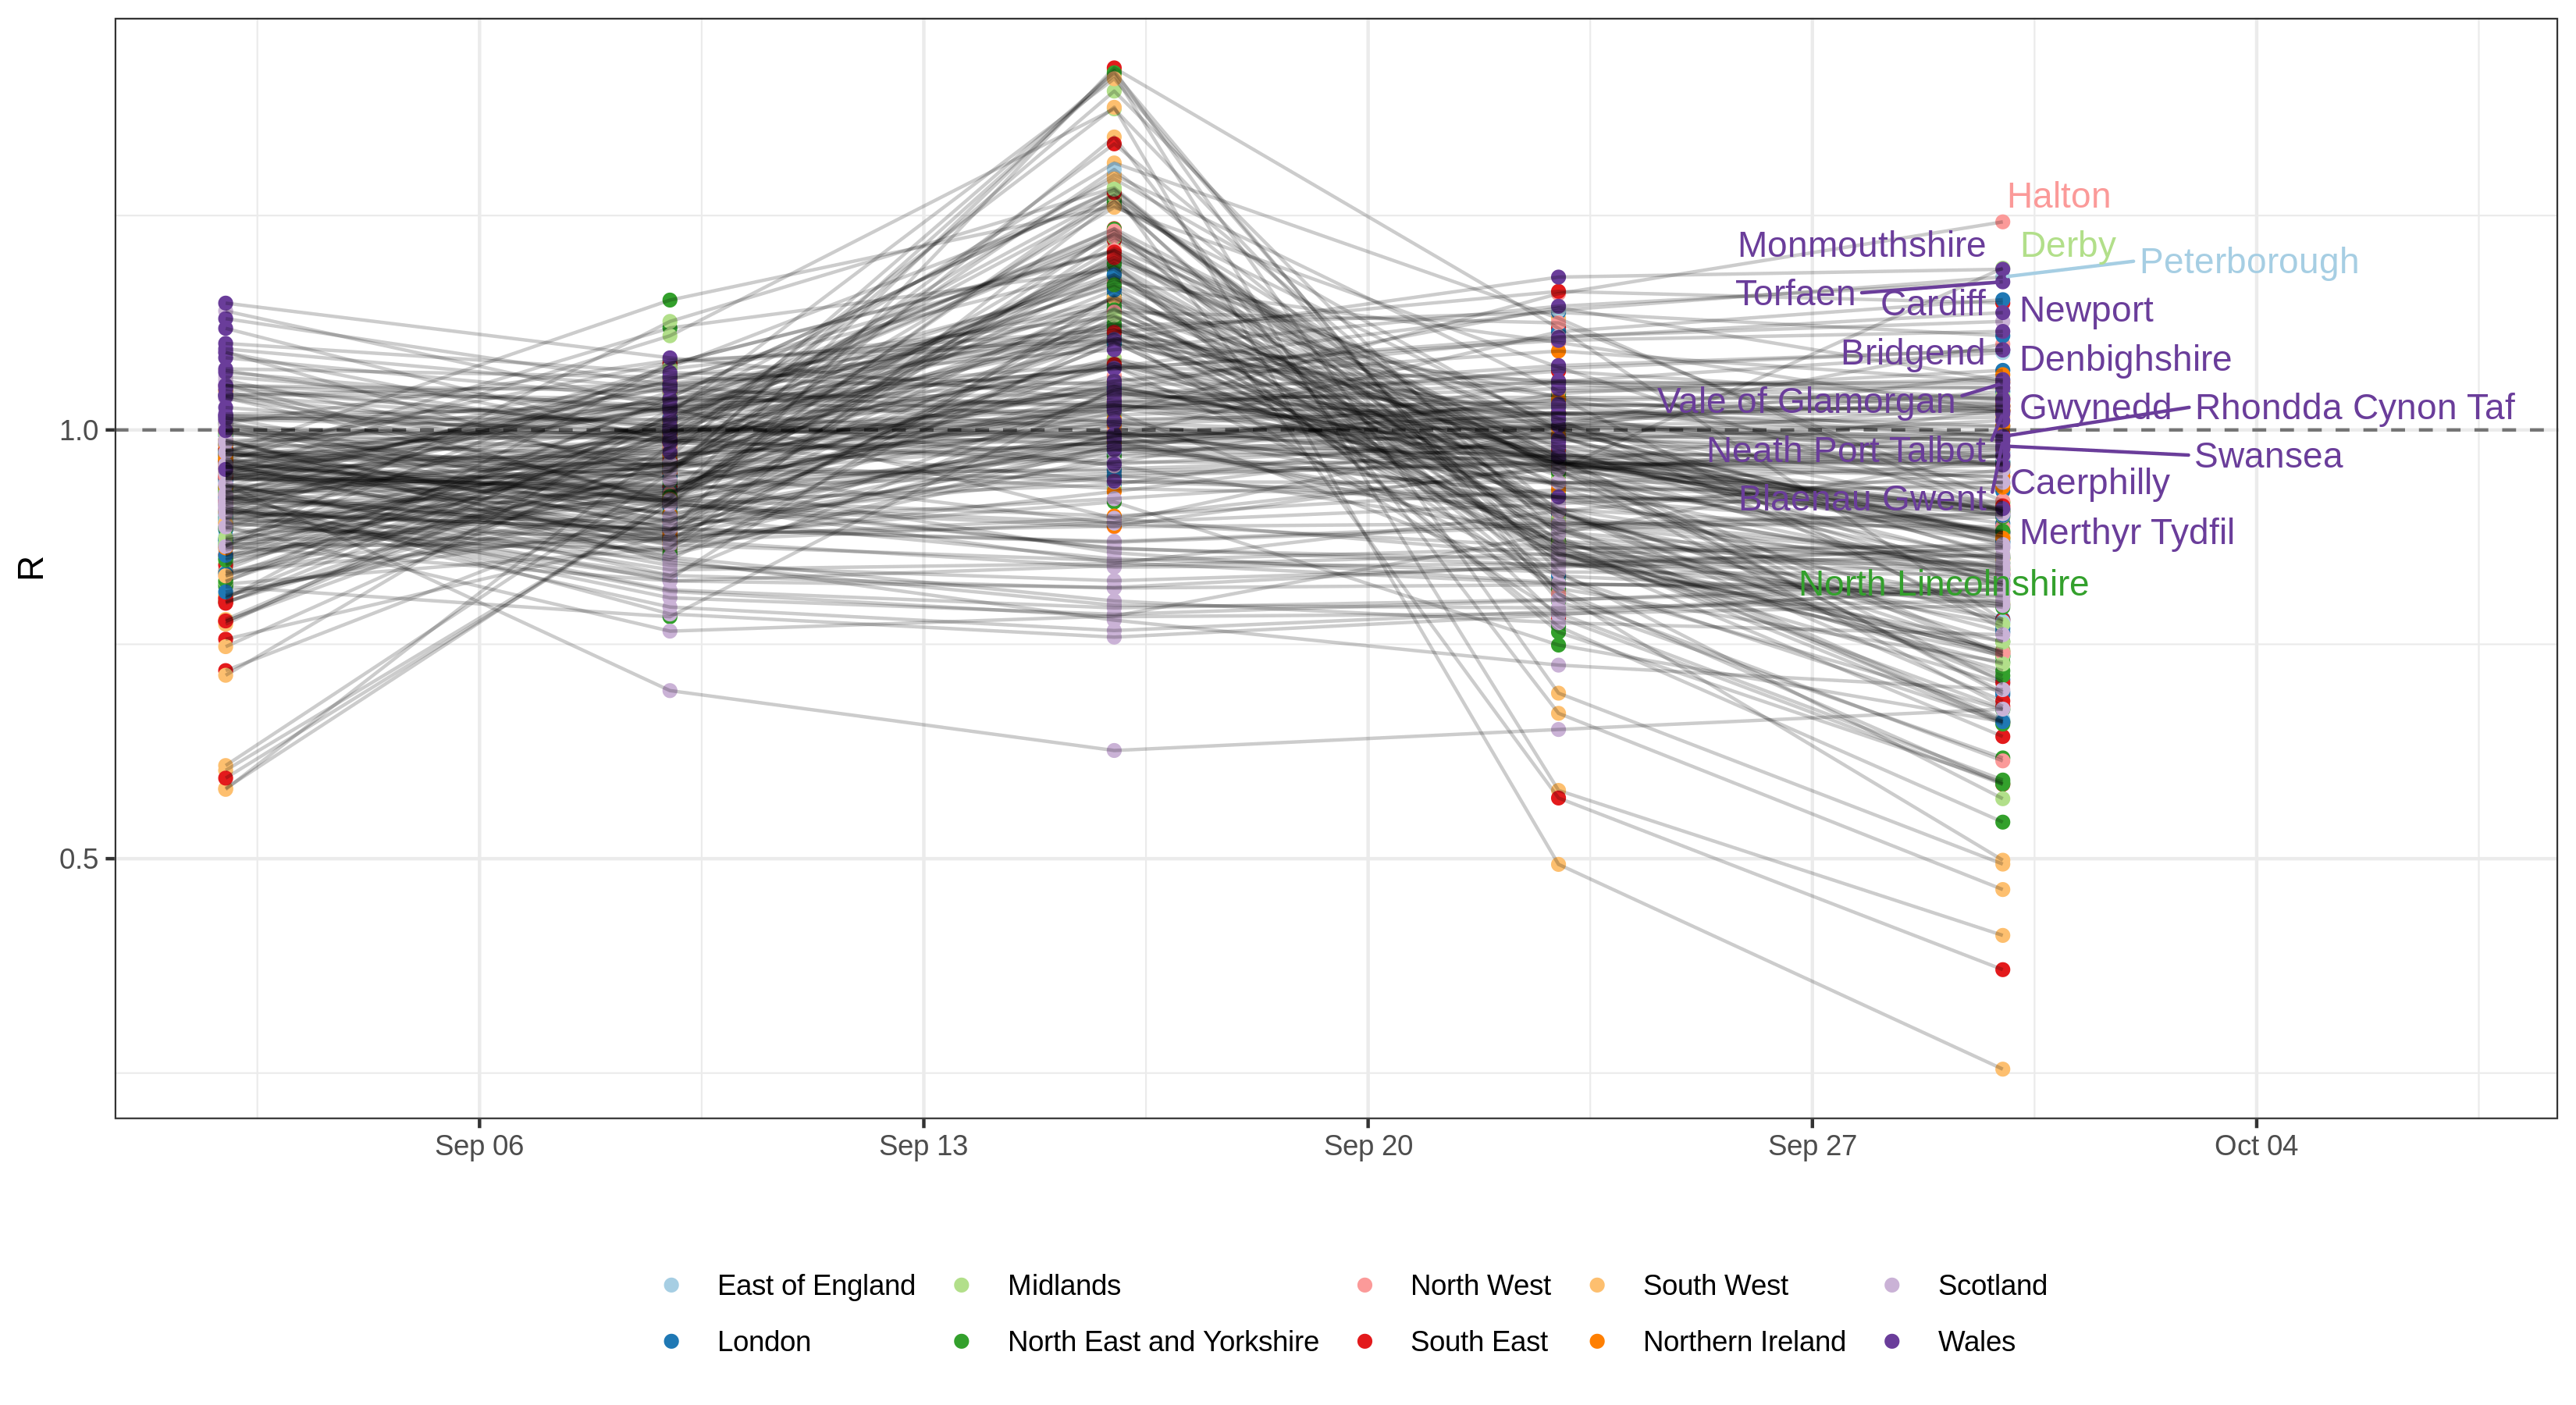 Halton
Monmouthshire
Derby
Peterborough
Torfaen
Cardiff
Newport
Bridgend
Denbighshire
Vale of Glamorgan
Gwynedd
Rhondda Cynon Taf
1.0
Neath Port Talbot
Swansea
Caerphilly
Blaenau Gwent
Merthyr Tydfil
R
North Lincolnshire
0.5
Sep 06 Sep 13 Sep 20 Sep 27 Oct 04
East of England Midlands North West South West Scotland
London North East and Yorkshire South East Northern Ireland Wales